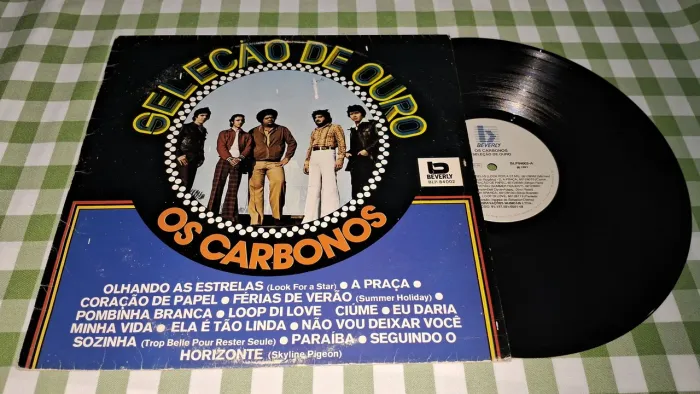 SELEÇÃO DE OURO
OS CARBONOS
BEVERLY
BLP 84002
OLHANDO AS ESTRELAS (Look For a Star) • A PRAÇA •
CORAÇÃO DE PAPEL • FÉRIAS DE VERÃO (Summer Holiday) •
POMBINHA BRANCA • LOOP DI LOVE CIÚME • EU DARIA
MINHA VIDA • ELA É TÃO LINDA • NÃO VOU DEIXAR VOCÊ
SOZINHA (Trop Belle Pour Rester Seule) • PARAÍBA • SEGUINDO O
HORIZONTE (Skyline Pigeon)
BEVERLY
OS CARBONOS
SELEÇÃO DE OURO